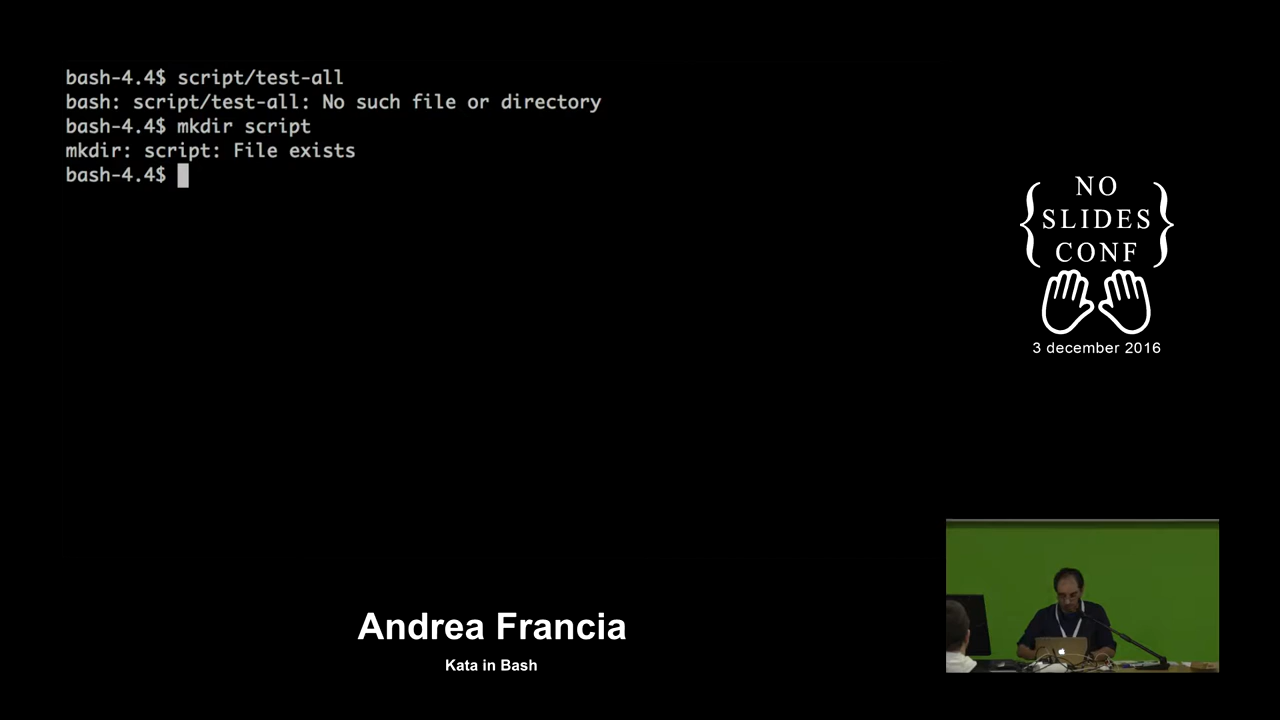 bash-4.4$ script/test-all
bash: script/test-all: No such file or directory
bash-4.4$ mkdir script
mkdir: script: File exists
bash-4.4$
NO
SLIDES
CONF
3 december 2016
Andrea Francia
Kata in Bash